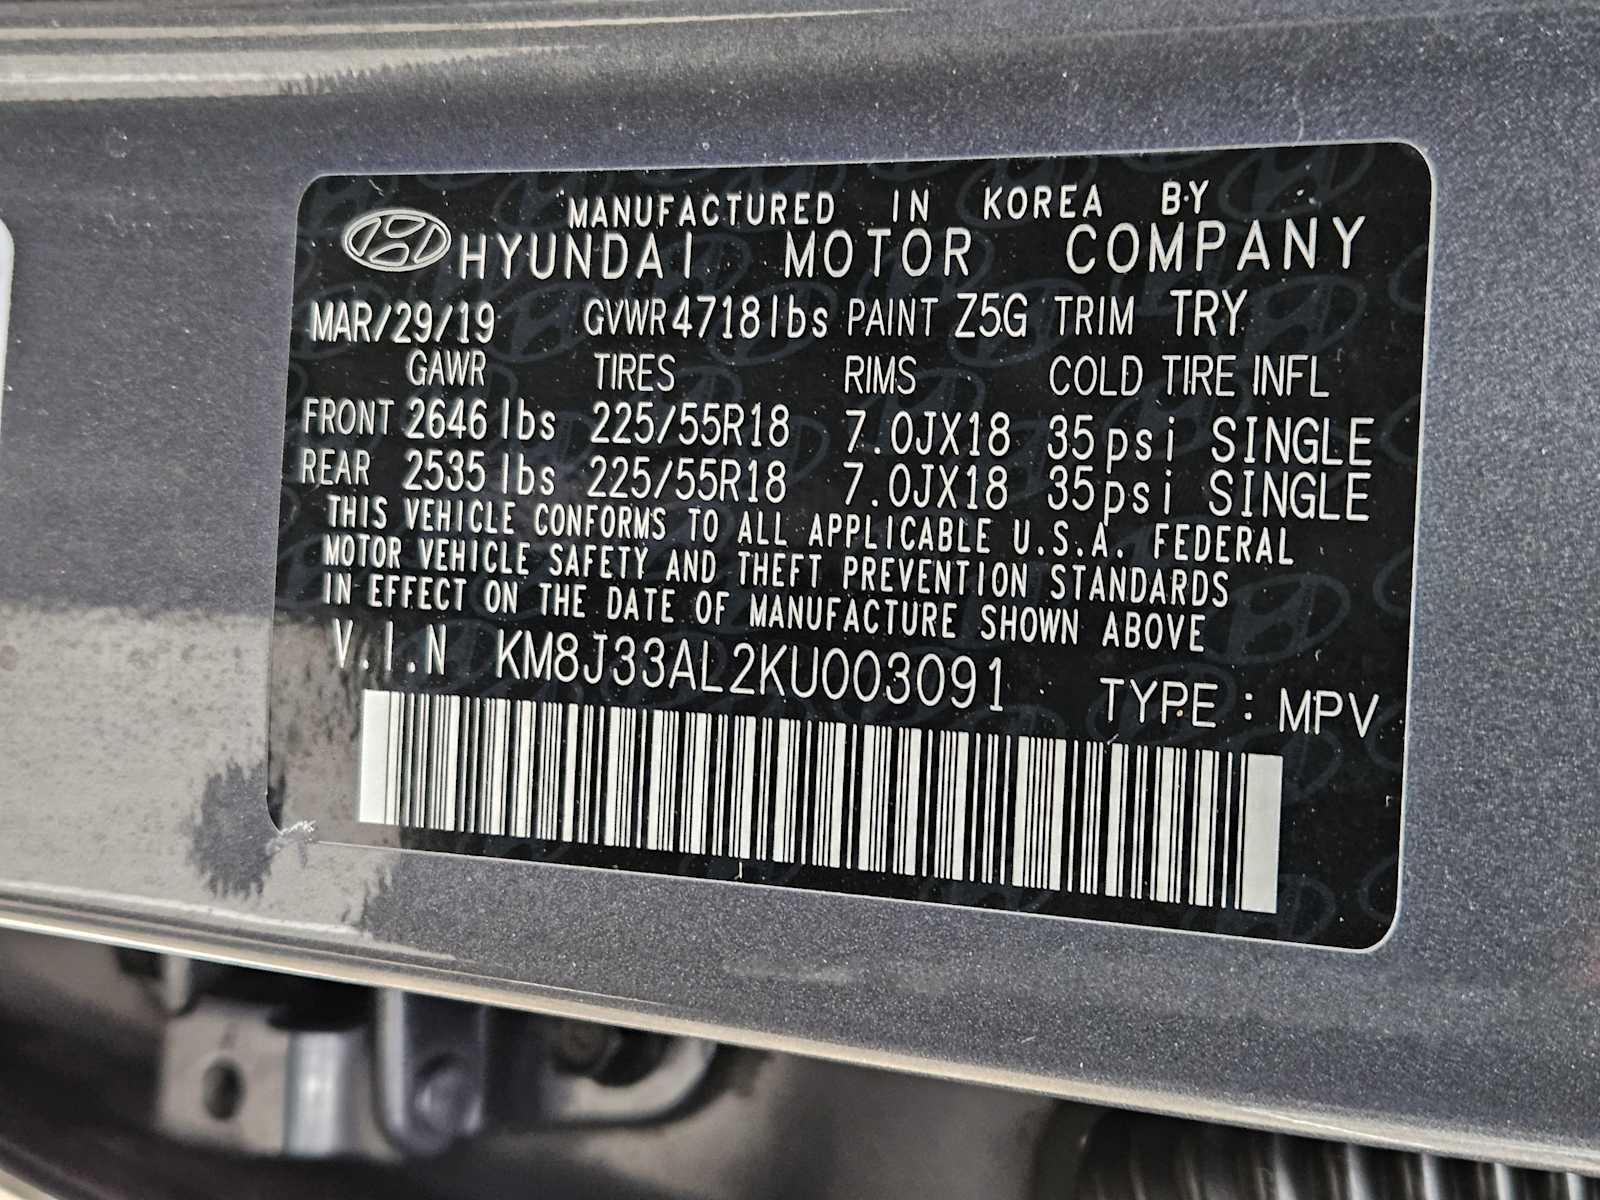 MANUFACTURED IN KOREA BY
HYUNDAI MOTOR COMPANY
MAR/29/19 GVWR 4718lbs PAINT Z5G TRIM TRY
GAWR TIRES RIMS COLD TIRE INFL
FRONT 2646 lbs 225/55R18 7.0JX18 35psi SINGLE
REAR 2535 lbs 225/55R18 7.0JX18 35psi SINGLE
THIS VEHICLE CONFORMS TO ALL APPLICABLE U.S.A. FEDERAL
MOTOR VEHICLE SAFETY AND THEFT PREVENTION STANDARDS
IN EFFECT ON THE DATE OF MANUFACTURE SHOWN ABOVE
V.I.N KM8J33AL2KU003091 TYPE : MPV